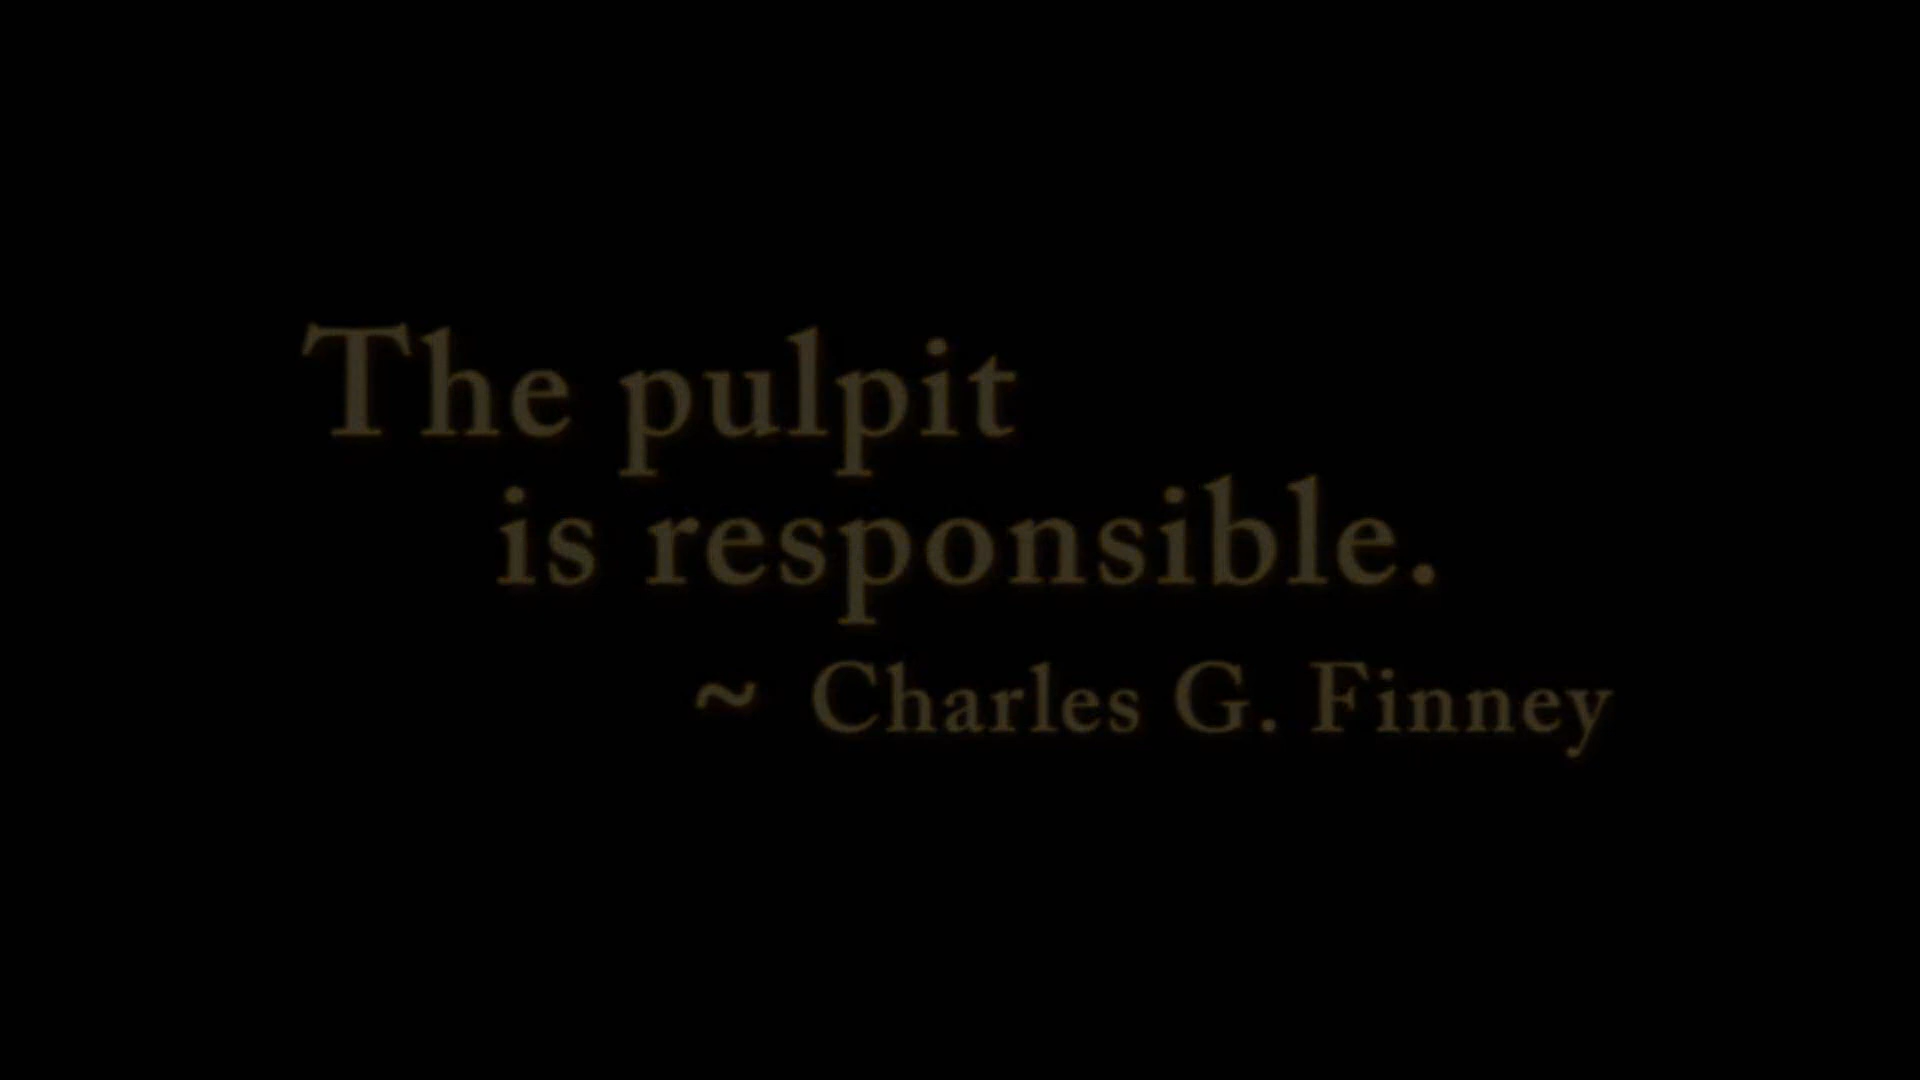 The pulpit
is responsible.
~ Charles G. Finney